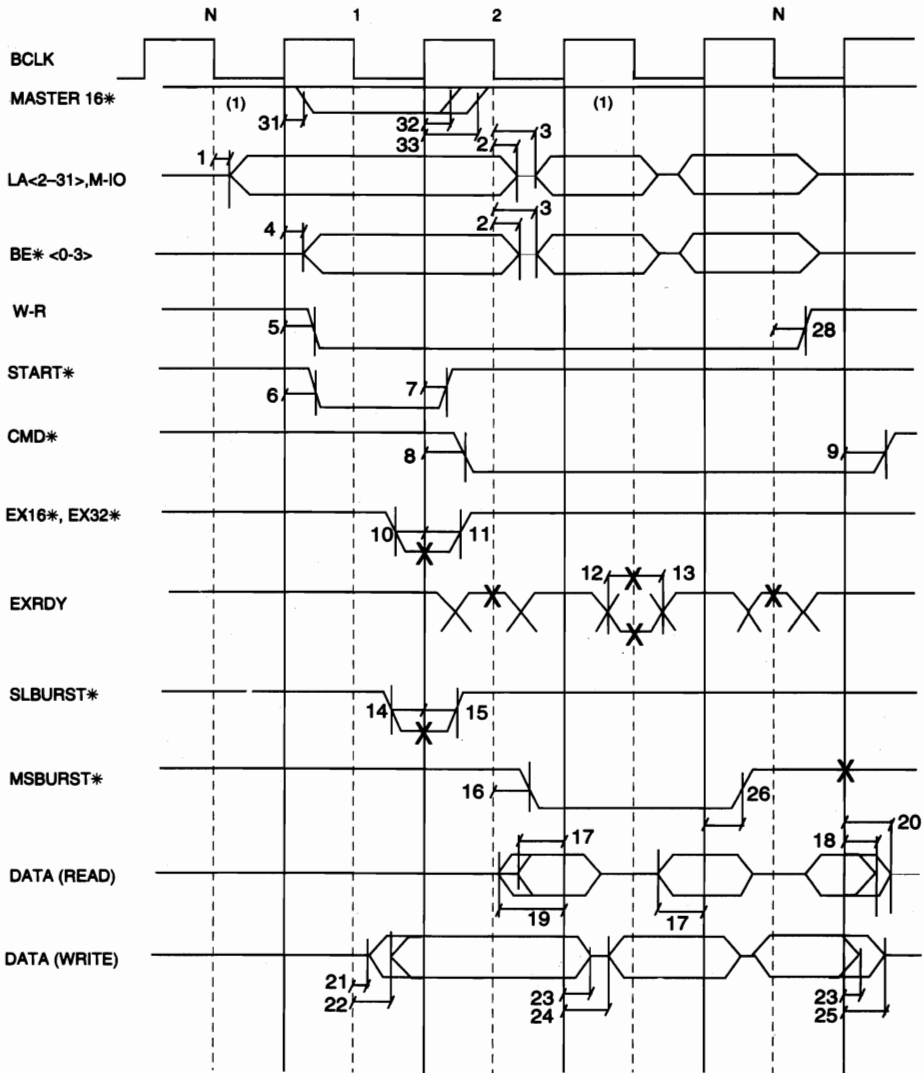 N 1 2 N
BCLK
MASTER 16* (1) (1)
31 32
33 3
2
1
LA<2–31>,M-IO
3
4 2
BE* <0-3>
W-R
5 28
START*
6 7
CMD*
8 9
EX16*, EX32*
10 11
12 13
EXRDY
SLBURST*
14 15
MSBURST*
16 26
20
17 18
DATA (READ)
19 17
DATA (WRITE)
21 23 23
22 24 25